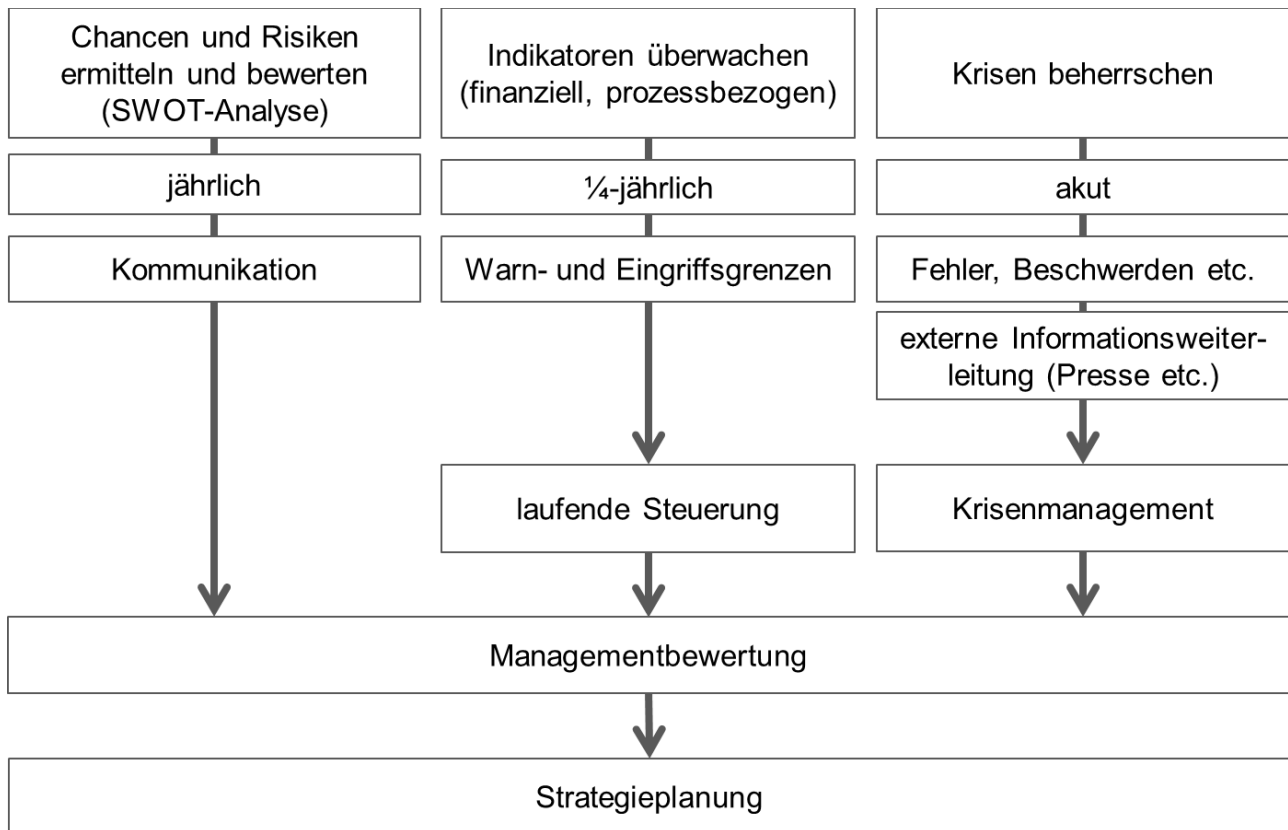 Chancen und Risiken
ermitteln und bewerten
(SWOT-Analyse)
Indikatoren überwachen
(finanziell, prozessbezogen)
Krisen beherrschen
jährlich
¼-jährlich
akut
Kommunikation
Warn- und Eingriffsgrenzen
Fehler, Beschwerden etc.
externe Informationsweiter-
leitung (Presse etc.)
laufende Steuerung
Krisenmanagement
Managementbewertung
Strategieplanung